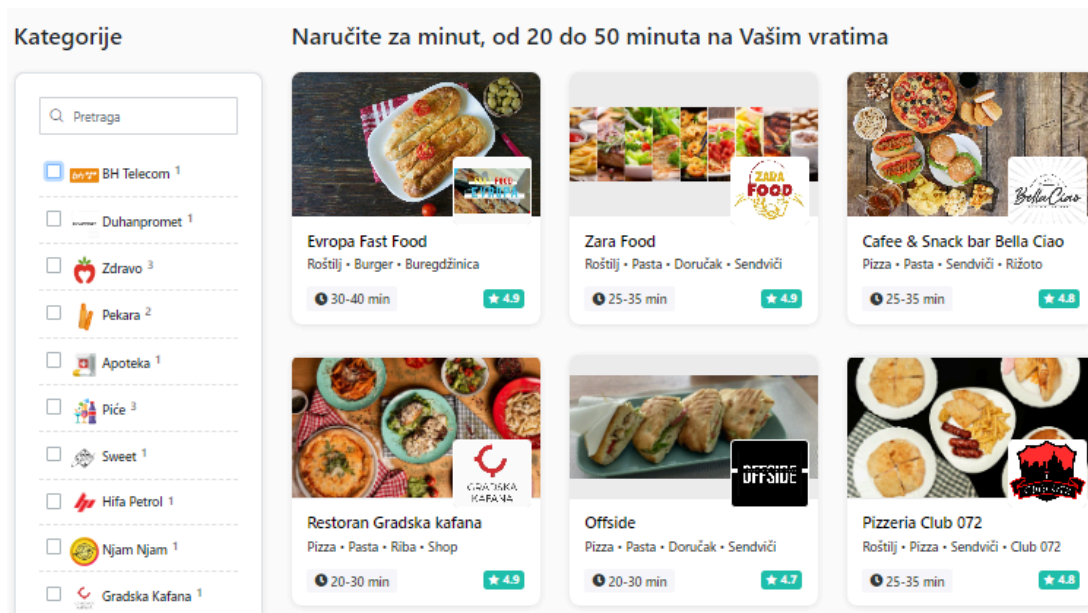 Kategorije
Naručite za minut, od 20 do 50 minuta na Vašim vratima
Pretraga
BH Telecom 1
Duhanpromet 1
Zdravo 3
Pekara 2
Apoteka 1
Piće 3
Sweet 1
Hifa Petrol 1
Njam Njam 1
Gradska Kafana 1
FOOD
EVROPA
Evropa Fast Food
Roštilj • Burger • Buregdžinica
30-40 min
★ 4.9
ZARA
FOOD
Zara Food
Roštilj • Pasta • Doručak • Sendviči
25-35 min
★ 4.9
Bella Ciao
Cafee & Snack bar Bella Ciao
Pizza • Pasta • Sendviči • Rižoto
25-35 min
★ 4.8
GRADSKA
KAFANA
Restoran Gradska kafana
Pizza • Pasta • Riba • Shop
20-30 min
★ 4.9
OFFSIDE
Offside
Pizza • Pasta • Doručak • Sendviči
20-30 min
★ 4.7
Pizzeria Club 072
Roštilj • Pizza • Sendviči • Club 072
25-35 min
★ 4.8